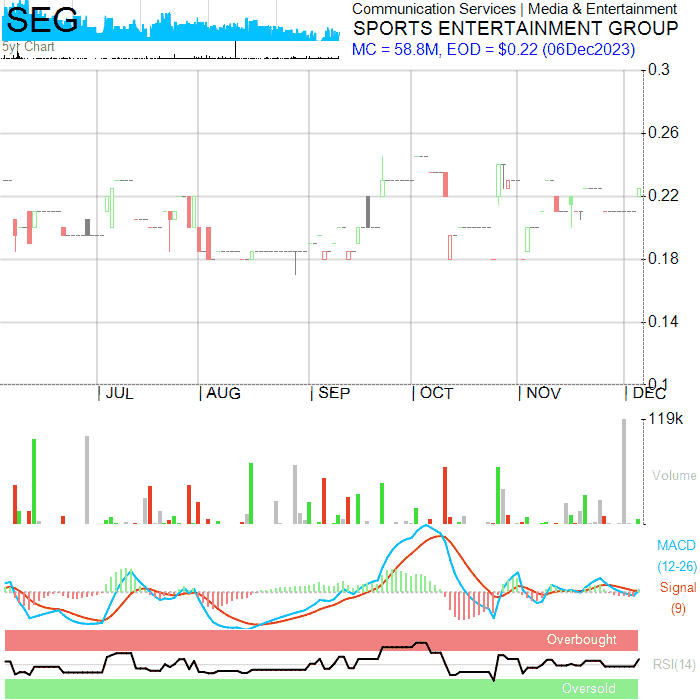 SEG
5yr Chart
Communication Services | Media & Entertainment
SPORTS ENTERTAINMENT GROUP
MC = 58.8M, EOD = $0.22 (06Dec2023)
0.3
0.26
0.22
0.18
0.14
0.1
JUL
AUG
SEP
OCT
NOV
DEC
119k
Volume
MACD
(12-26)
Signal
(9)
Overbought
RSI(14)
Oversold